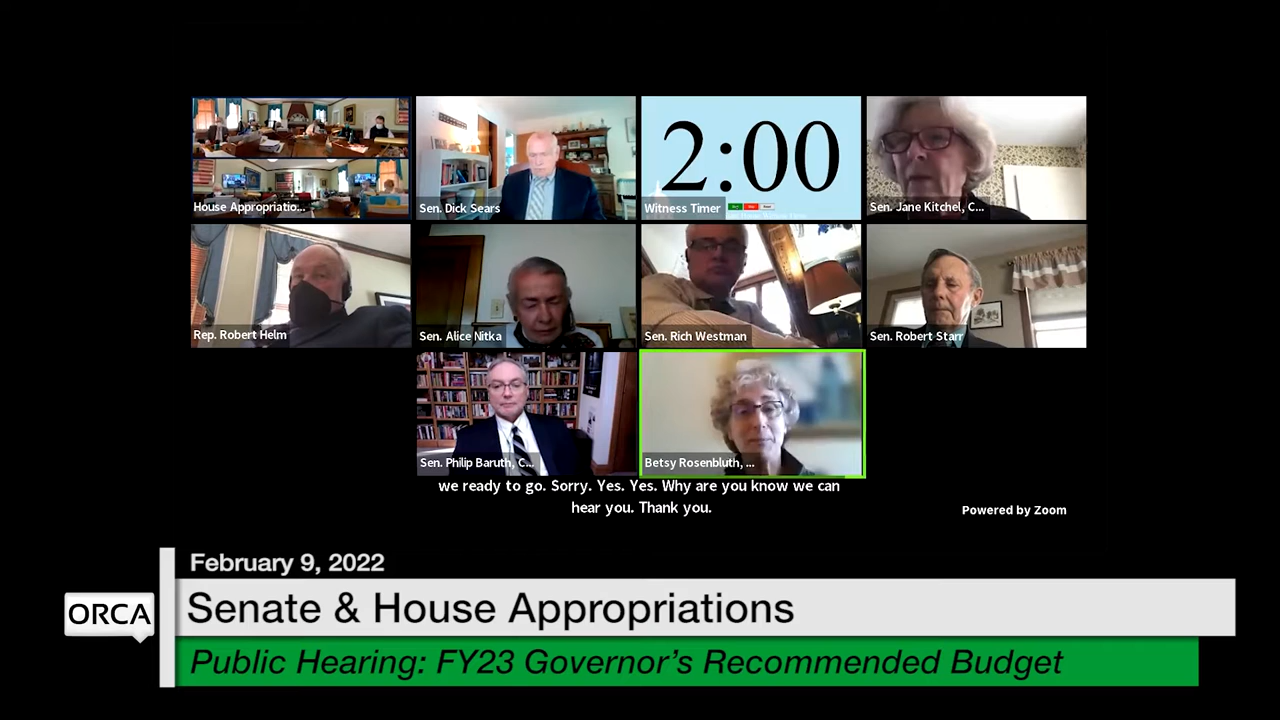 2:00
House Appropriatio...
Sen. Dick Sears
Witness Timer
Sen. Jane Kitchel, C...
Rep. Robert Helm
Sen. Alice Nitka
Sen. Rich Westman
Sen. Robert Starr
Sen. Philip Baruth, C...
Betsy Rosenbluth, ...
we ready to go. Sorry. Yes. Yes. Why are you know we can
hear you. Thank you.
Powered by Zoom
February 9, 2022
ORCA
Senate & House Appropriations
Public Hearing: FY23 Governor's Recommended Budget